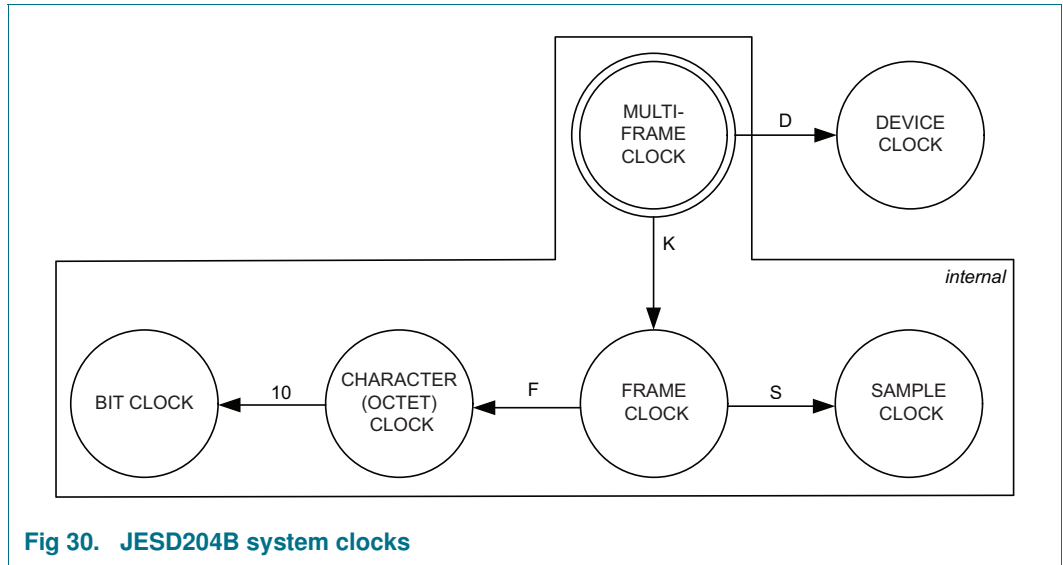 MULTI-
FRAME
CLOCK
D
DEVICE
CLOCK
K
internal
BIT CLOCK
10
CHARACTER
(OCTET)
CLOCK
F
FRAME
CLOCK
S
SAMPLE
CLOCK
Fig 30. JESD204B system clocks